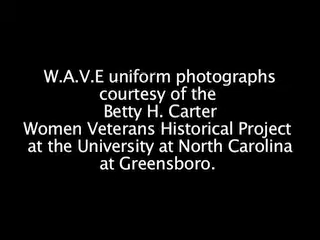 W.A.V.E uniform photographs
courtesy of the
Betty H. Carter
Women Veterans Historical Project
at the University at North Carolina
at Greensboro.